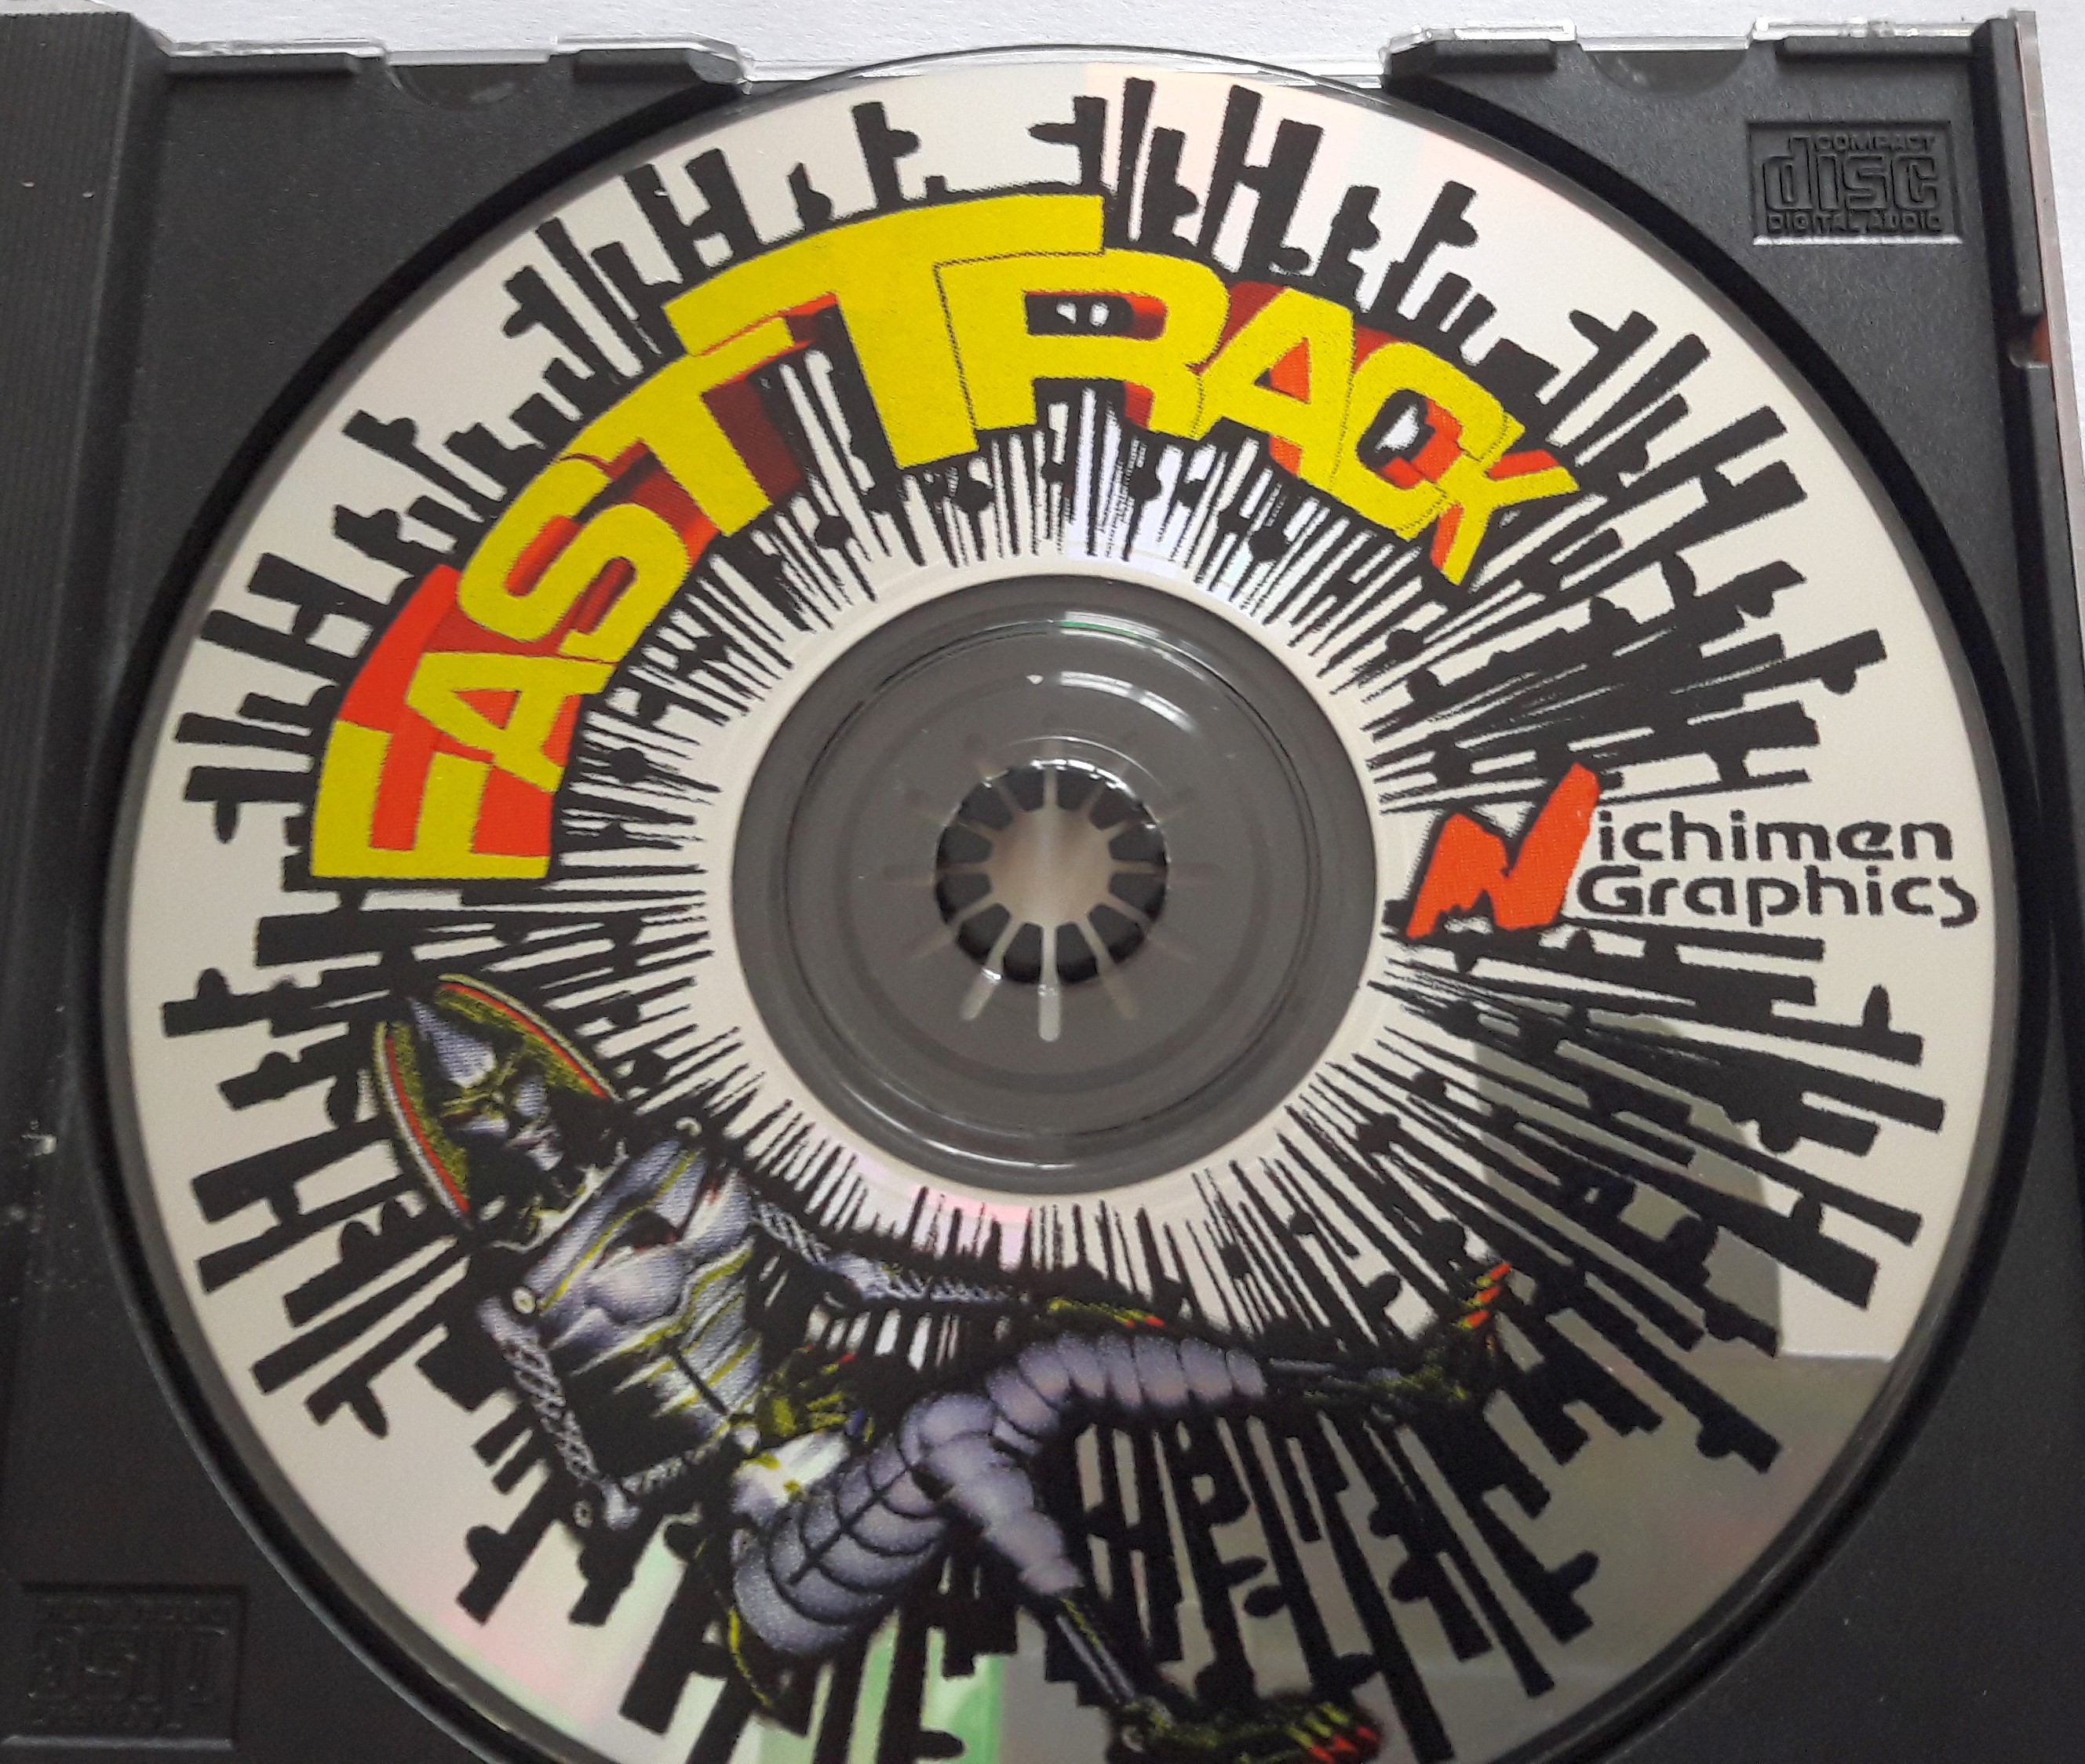 FAST TRACK
Nichimen
Graphics
COMPACT
disc
DIGITAL AUDIO